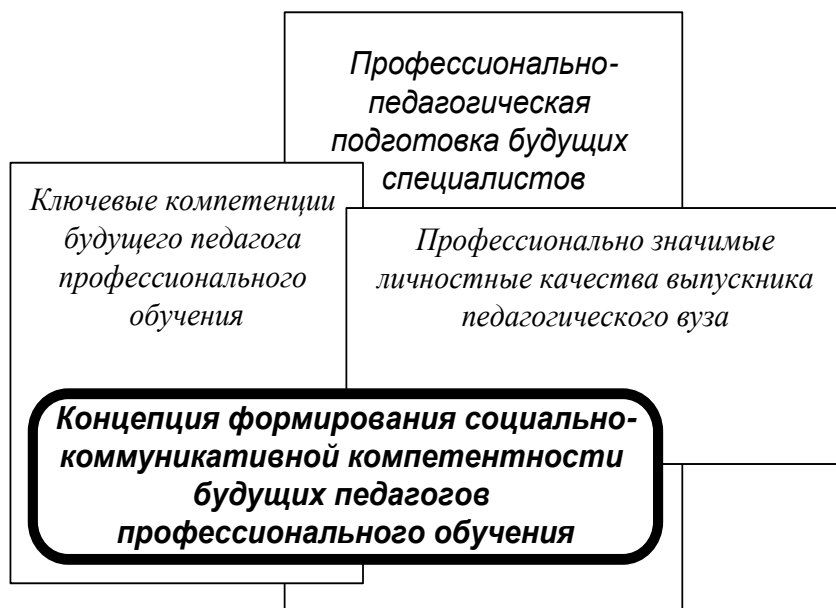 Профессионально-
педагогическая
подготовка будущих
специалистов
Ключевые компетенции
будущего педагога
профессионального
обучения
Профессионально значимые
личностные качества выпускника
педагогического вуза
Концепция формирования социально-
коммуникативной компетентности
будущих педагогов
профессионального обучения